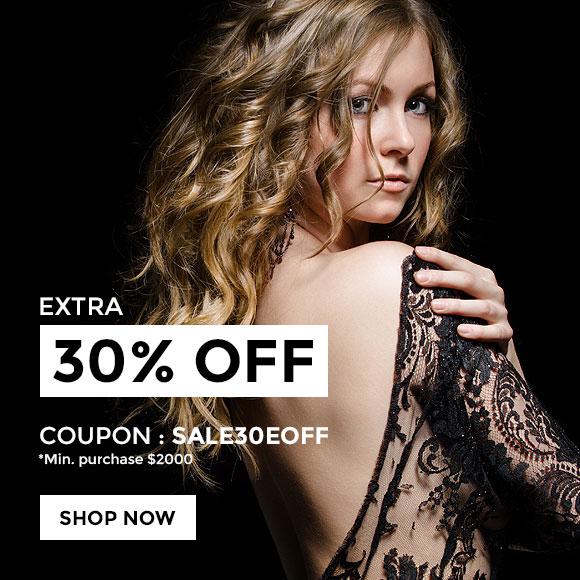 EXTRA
30% OFF
COUPON : SALE30EOFF
*Min. purchase $2000
SHOP NOW